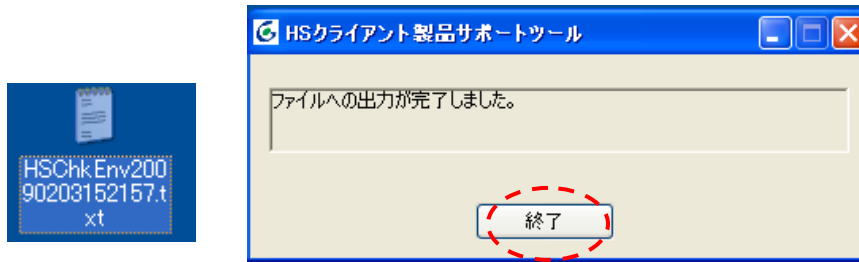 HSクライアント製品サポートツール
ファイルへの出力が完了しました。
HSChkEnv200
90203152157.t
xt
終了